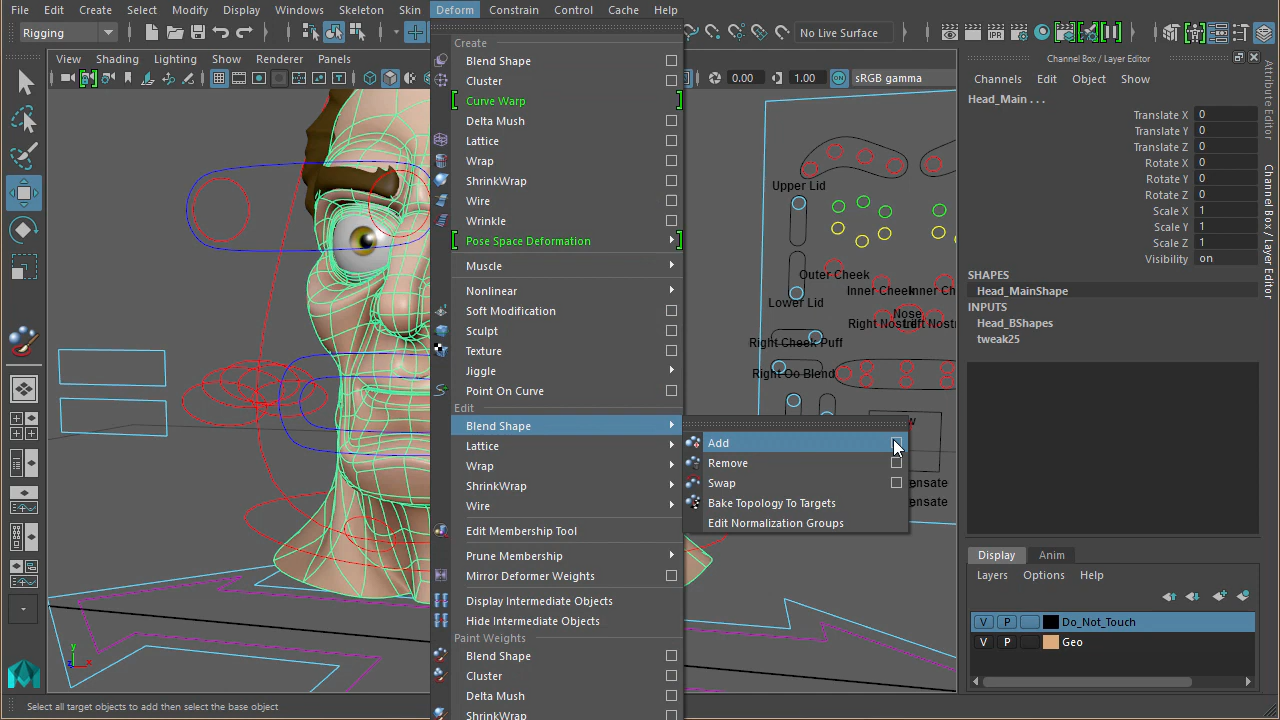 File Edit Create Select Modify Display Windows Skeleton Skin Deform Constrain Control Cache Help
Rigging
No Live Surface
View Shading Lighting Show Renderer Panels
0.00
1.00
ON
sRGB gamma
Create
Blend Shape
Cluster
Curve Warp
Delta Mush
Lattice
Wrap
ShrinkWrap
Wire
Wrinkle
Pose Space Deformation
Muscle
Nonlinear
Soft Modification
Sculpt
Texture
Jiggle
Point On Curve
Edit
Blend Shape
Lattice
Wrap
ShrinkWrap
Wire
Edit Membership Tool
Prune Membership
Mirror Deformer Weights
Display Intermediate Objects
Hide Intermediate Objects
Paint Weights
Blend Shape
Cluster
Delta Mush
ShrinkWrap
Add
Remove
Swap
Bake Topology To Targets
Edit Normalization Groups
Upper Lid
Outer Cheek
Inner Cheek
Lower Lid
Nose
Right Cheek Puff
Right Oo Blend
y
x
z
Channel Box / Layer Editor
Channels Edit Object Show
Head_Main . . .
Translate X 0
Translate Y 0
Translate Z 0
Rotate X 0
Rotate Y 0
Rotate Z 0
Scale X 1
Scale Y 1
Scale Z 1
Visibility on
SHAPES
Head_MainShape
INPUTS
Head_BShapes
tweak25
Attribute Editor
Channel Box / Layer Editor
Display Anim
Layers Options Help
V P Do_Not_Touch
V P Geo
Select all target objects to add then select the base object